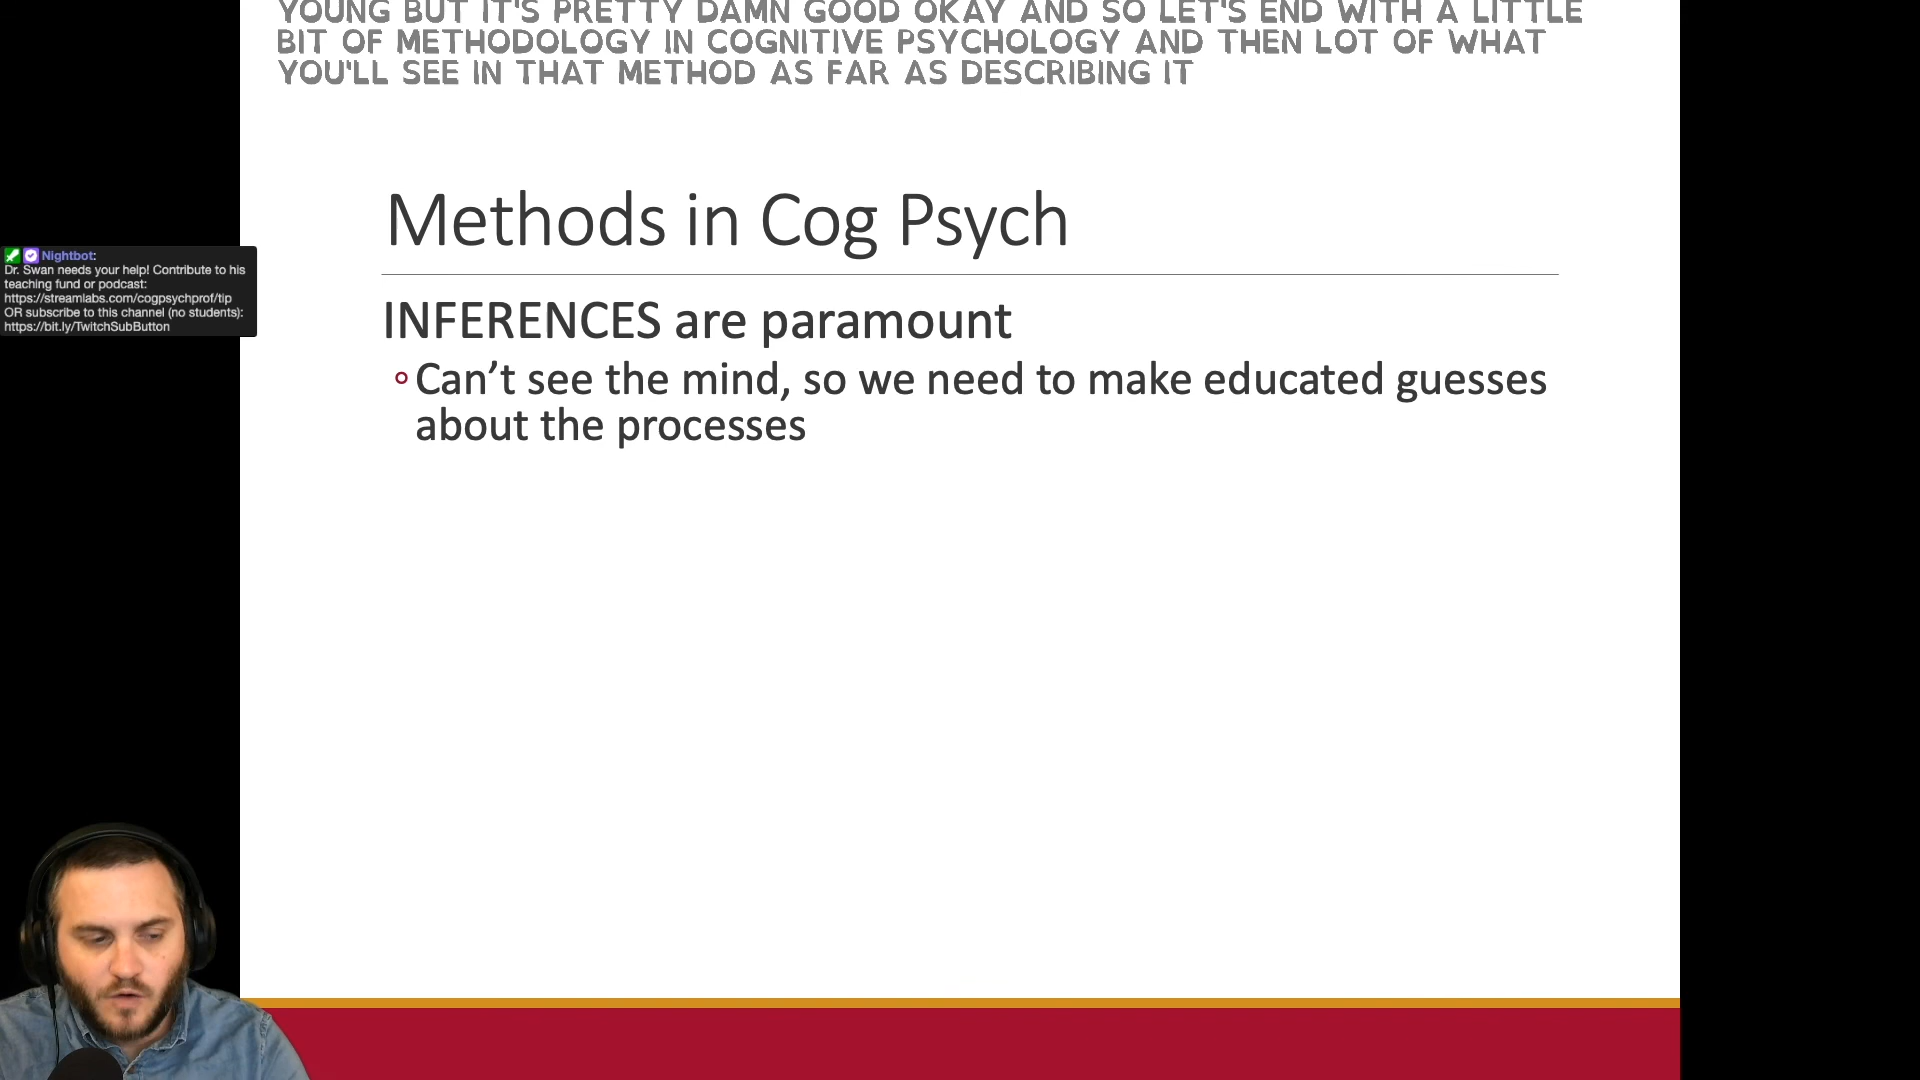 YOUNG BUT IT'S PRETTY DAMN GOOD OKAY AND SO LET'S END WITH A LITTLE
BIT OF METHODOLOGY IN COGNITIVE PSYCHOLOGY AND THEN LOT OF WHAT
YOU'LL SEE IN THAT METHOD AS FAR AS DESCRIBING IT
Methods in Cog Psych
INFERENCES are paramount
Can't see the mind, so we need to make educated guesses
about the processes
Nightbot:
Dr. Swan needs your help! Contribute to his
teaching fund or podcast:
https://streamlabs.com/cogpsychprof/tip
OR subscribe to this channel (no students):
https://bit.ly/TwitchSubButton